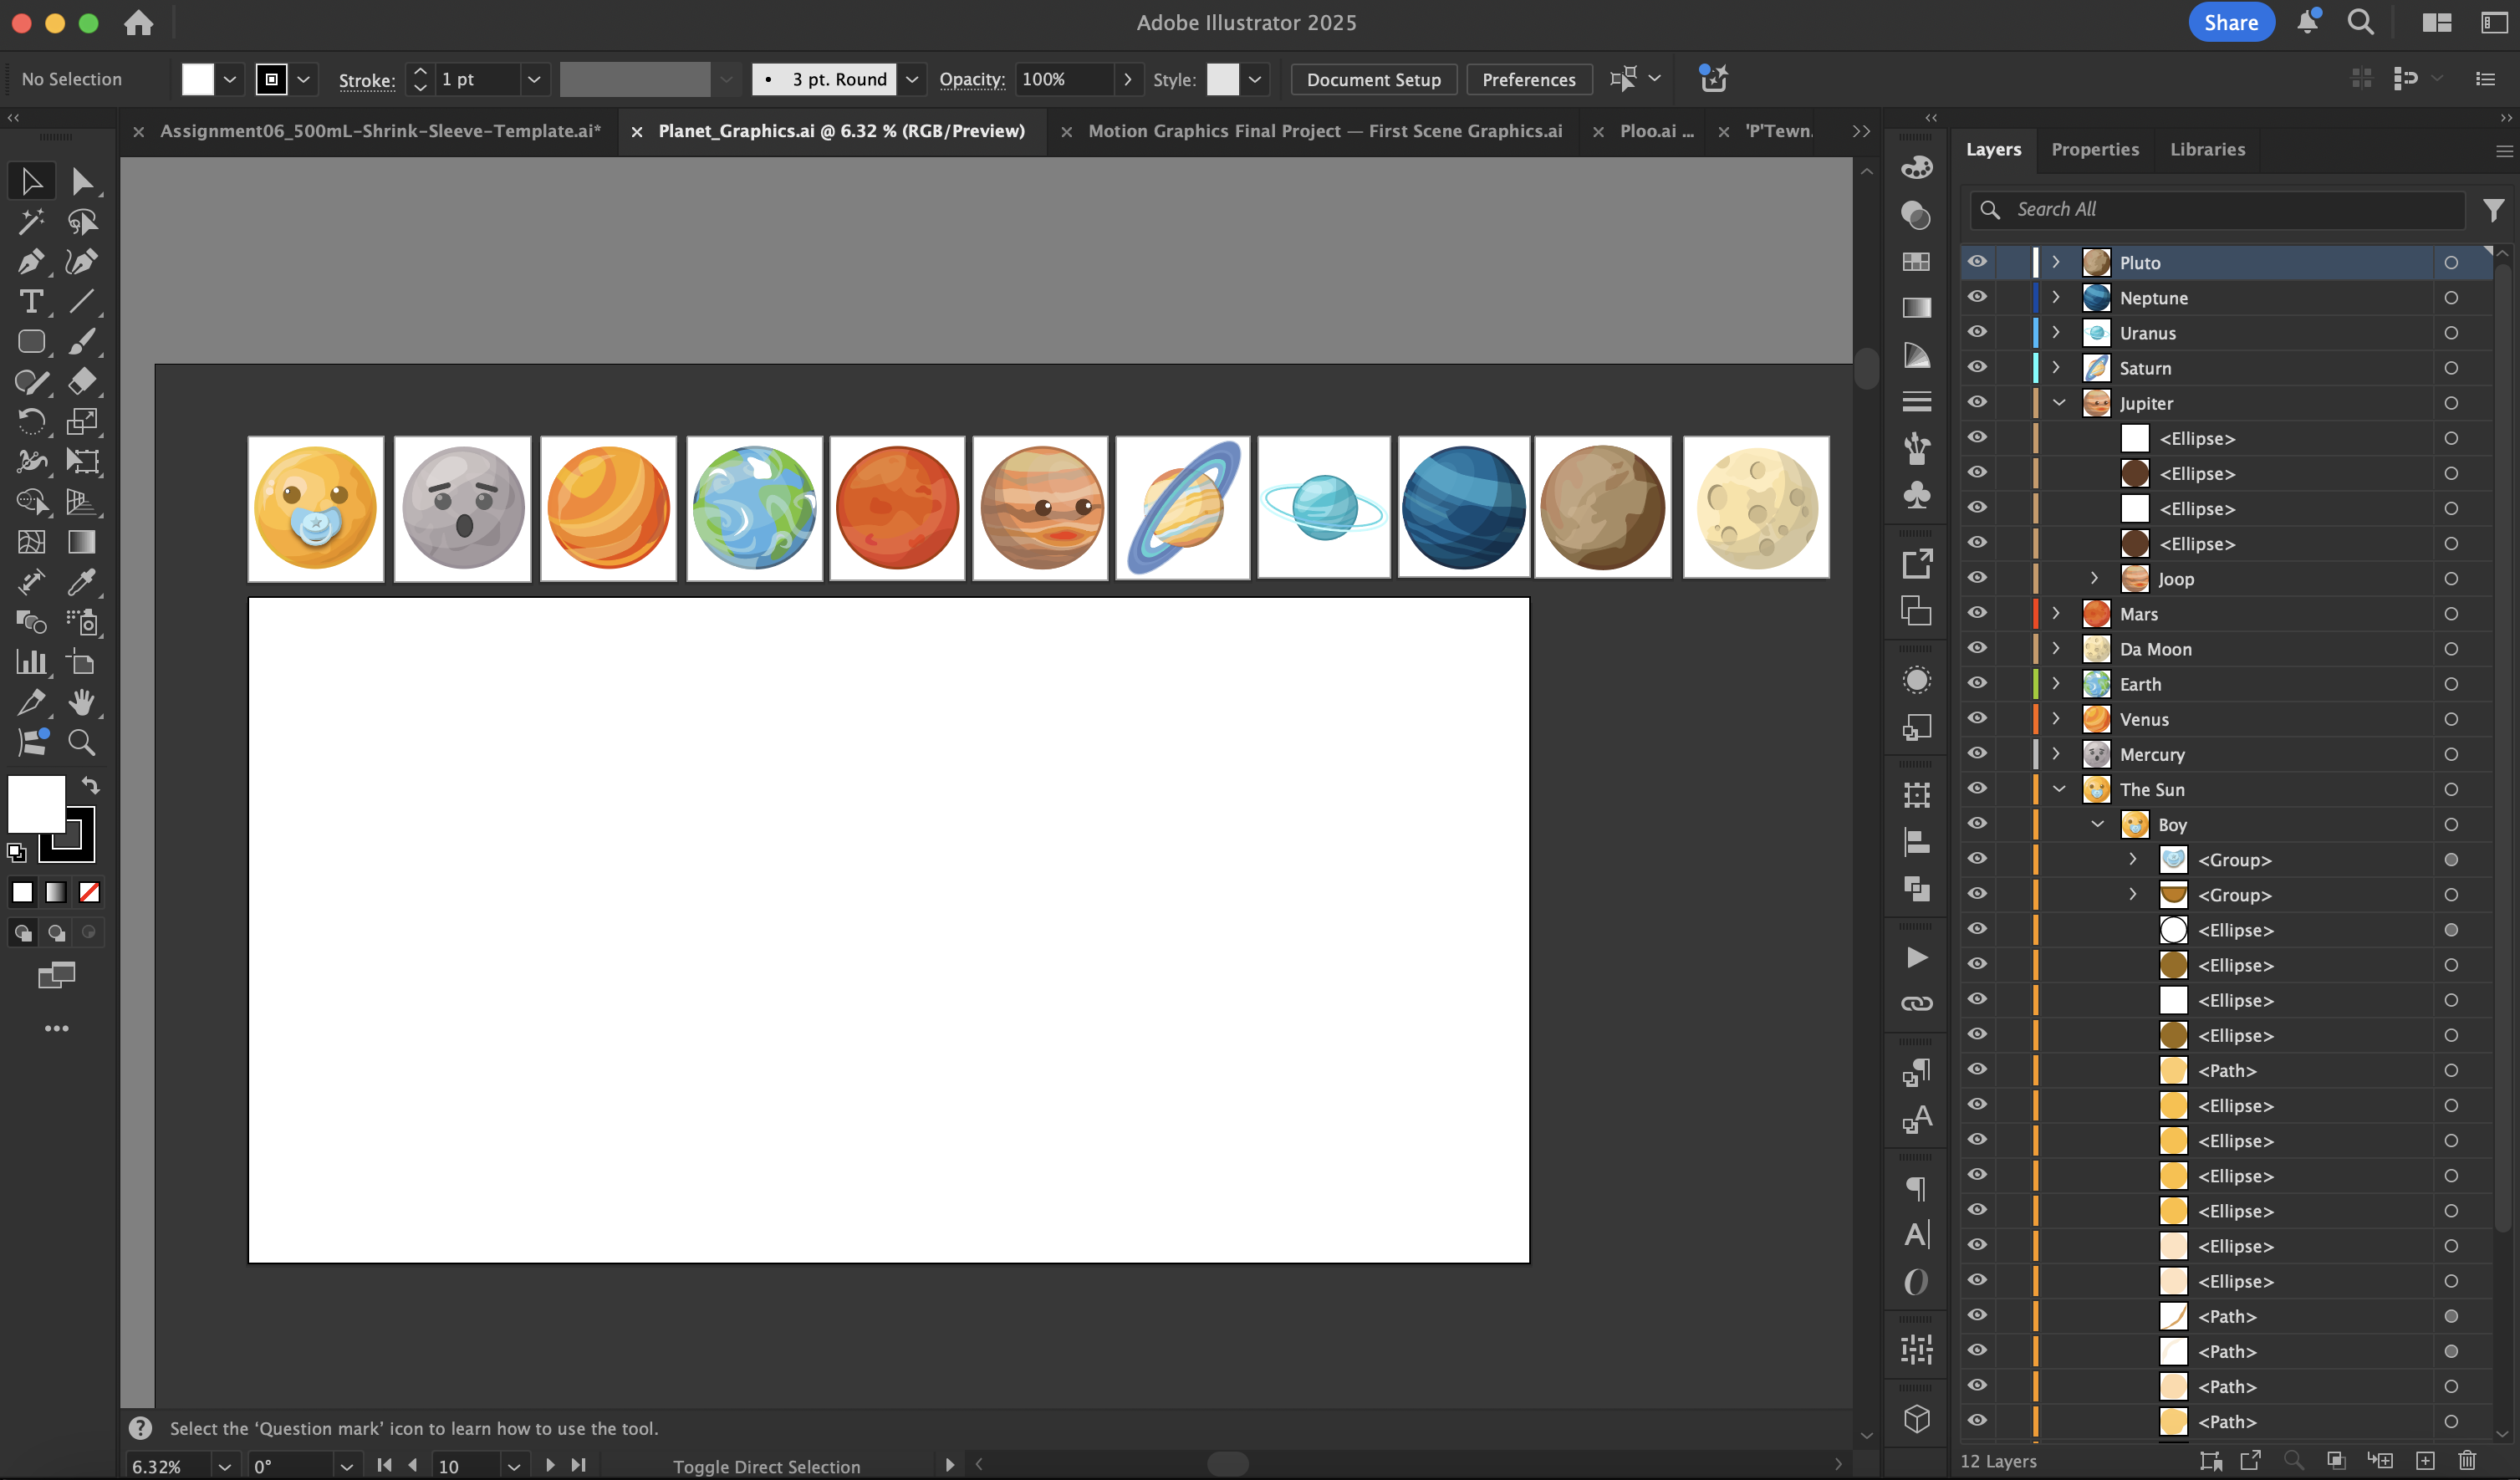 Adobe Illustrator 2025
Share
No Selection
Stroke:
1 pt
3 pt. Round
Opacity:
100%
Style:
Document Setup
Preferences
Assignment06_500mL-Shrink-Sleeve-Template.ai*
Planet_Graphics.ai @ 6.32 % (RGB/Preview)
Motion Graphics Final Project — First Scene Graphics.ai
Ploo.ai ...
'P'Tewn.
Layers
Properties
Libraries
Search All
Pluto
Neptune
Uranus
Saturn
Jupiter
<Ellipse>
<Ellipse>
<Ellipse>
<Ellipse>
Joop
Mars
Da Moon
Earth
Venus
Mercury
The Sun
Boy
<Group>
<Group>
<Ellipse>
<Ellipse>
<Ellipse>
<Ellipse>
<Path>
<Ellipse>
<Ellipse>
<Ellipse>
<Ellipse>
<Ellipse>
<Ellipse>
<Path>
<Path>
<Path>
<Path>
12 Layers
Select the ‘Question mark’ icon to learn how to use the tool.
6.32%
0°
10
Toggle Direct Selection